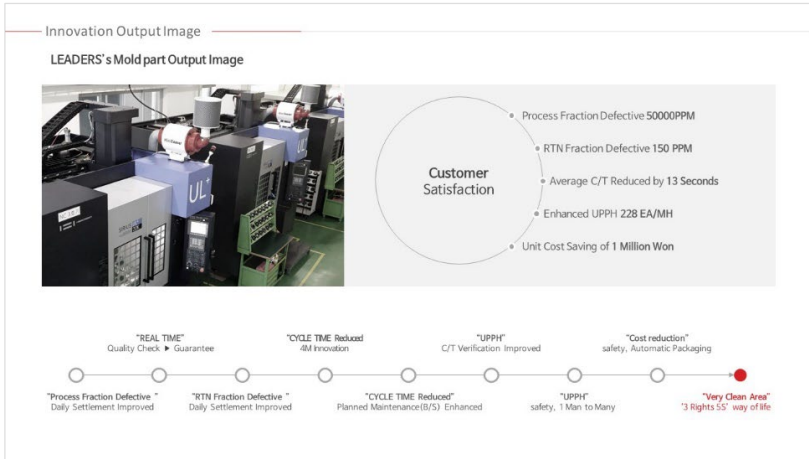 Innovation Output Image
LEADERS's Mold part Output Image
UL+
Customer
Satisfaction
Process Fraction Defective 50000PPM
RTN Fraction Defective 150 PPM
Average C/T Reduced by 13 Seconds
Enhanced UPPH 228 EA/MH
Unit Cost Saving of 1 Million Won
"REAL TIME"
Quality Check ▶ Guarantee
"CYCLE TIME Reduced
4M Innovation
"UPPH"
C/T Verification Improved
"Cost reduction"
safety, Automatic Packaging
"Process Fraction Defective "
Daily Settlement Improved
"RTN Fraction Defective "
Daily Settlement Improved
"CYCLE TIME Reduced"
Planned Maintenance(B/S) Enhanced
"UPPH"
safety, 1 Man to Many
"Very Clean Area"
'3 Rights 5S' way of life